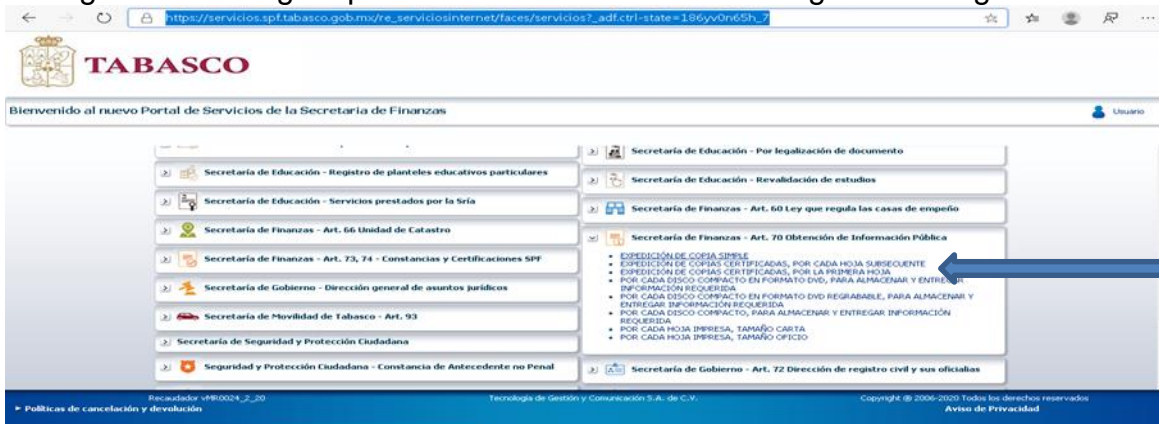 https://servicios.spf.tabasco.gob.mx/re_serviciosinternet/faces/servicios?_adf.ctrl-state=186yv0n65h_7
TABASCO
Bienvenido al nuevo Portal de Servicios de la Secretaria de Finanzas
Usuario
Secretaría de Educación - Registro de planteles educativos particulares
Secretaría de Educación - Servicios prestados por la Sría
Secretaría de Finanzas - Art. 66 Unidad de Catastro
Secretaría de Finanzas - Art. 73, 74 - Constancias y Certificaciones SPF
Secretaría de Gobierno - Dirección general de asuntos jurídicos
Secretaría de Movilidad de Tabasco - Art. 93
Secretaría de Seguridad y Protección Ciudadana
Seguridad y Protección Ciudadana - Constancia de Antecedente no Penal
Secretaría de Educación - Por legalización de documento
Secretaría de Educación - Revalidación de estudios
Secretaría de Finanzas - Art. 60 Ley que regula las casas de empeño
Secretaría de Finanzas - Art. 70 Obtención de Información Pública
EXPEDICIÓN DE COPIA SIMPLE
EXPEDICIÓN DE COPIAS CERTIFICADAS, POR CADA HOJA SUBSECUENTE
EXPEDICIÓN DE COPIAS CERTIFICADAS, POR LA PRIMERA HOJA
POR CADA DISCO COMPACTO EN FORMATO DVD, PARA ALMACENAR Y ENTREGAR
INFORMACIÓN REQUERIDA
POR CADA DISCO COMPACTO EN FORMATO DVD REGRABABLE, PARA ALMACENAR Y
ENTREGAR INFORMACIÓN REQUERIDA
POR CADA DISCO COMPACTO, PARA ALMACENAR Y ENTREGAR INFORMACIÓN
REQUERIDA
POR CADA HOJA IMPRESA, TAMAÑO CARTA
POR CADA HOJA IMPRESA, TAMAÑO OFICIO
Secretaría de Gobierno - Art. 72 Dirección de registro civil y sus oficialías
Recaudador vMR0024_2_20
Políticas de cancelación y devolución
Tecnología de Gestión y Comunicación S.A. de C.V.
Copyright @ 2006-2020 Todos los derechos reservados
Aviso de Privacidad